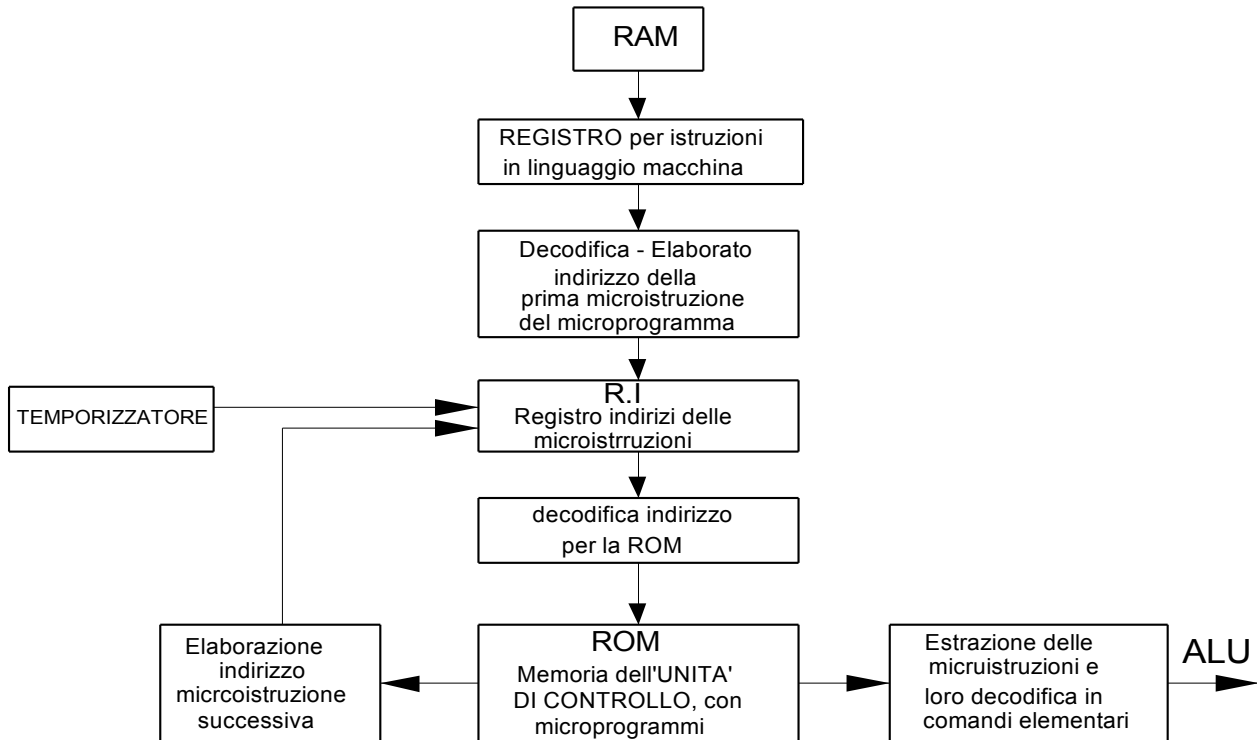 RAM
REGISTRO per istruzioni
in linguaggio macchina
Decodifica - Elaborato
indirizzo della
prima microistruzione
del microprogramma
R.I
Registro indirizi delle
microistrruzioni
TEMPORIZZATORE
decodifica indirizzo
per la ROM
Elaborazione
indirizzo
micrcoistruzione
successiva
ROM
Memoria dell'UNITA'
DI CONTROLLO, con
microprogrammi
Estrazione delle
micruistruzioni e
loro decodifica in
comandi elementari
ALU